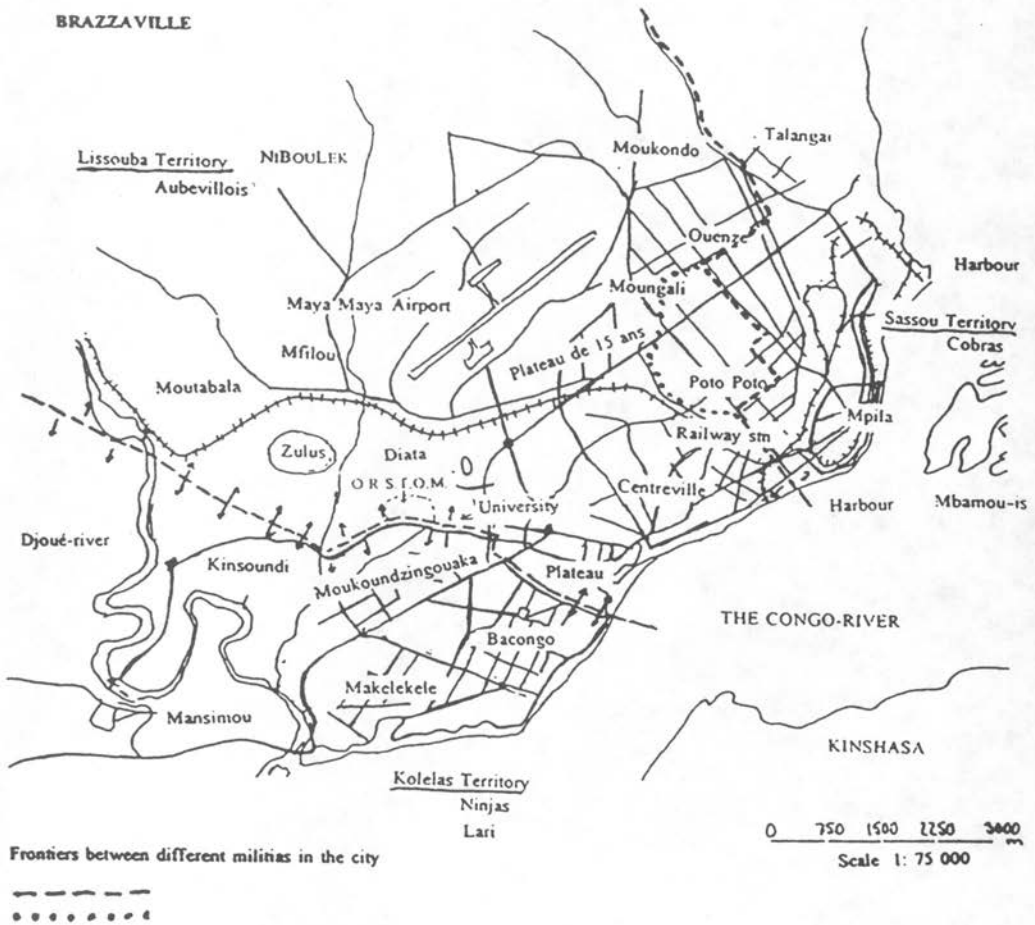 BRAZZAVILLE
Talangai
Moukondo
Lissouba Territory
NIBOULEK
Aubevillois
Ouenze
Harbour
Moungali
Maya Maya Airport
Sassou Territory
Cobras
Mfilou
Plateau de 15 ans
Moutabala
Poto Poto
Mpila
Railway stn
Zulus
Diata
O.R.S.T.O.M.
Centreville
University
Harbour
Mbamou-is
Djoué-river
Kinsoundi
Moukoundzingouaka
Plateau
THE CONGO-RIVER
Bacongo
Makelekele
Mansimou
KINSHASA
Kolelas Territory
Ninjas
Lari
0 750 1500 2250 3000 m
Scale 1: 75 000
Frontiers between different militias in the city